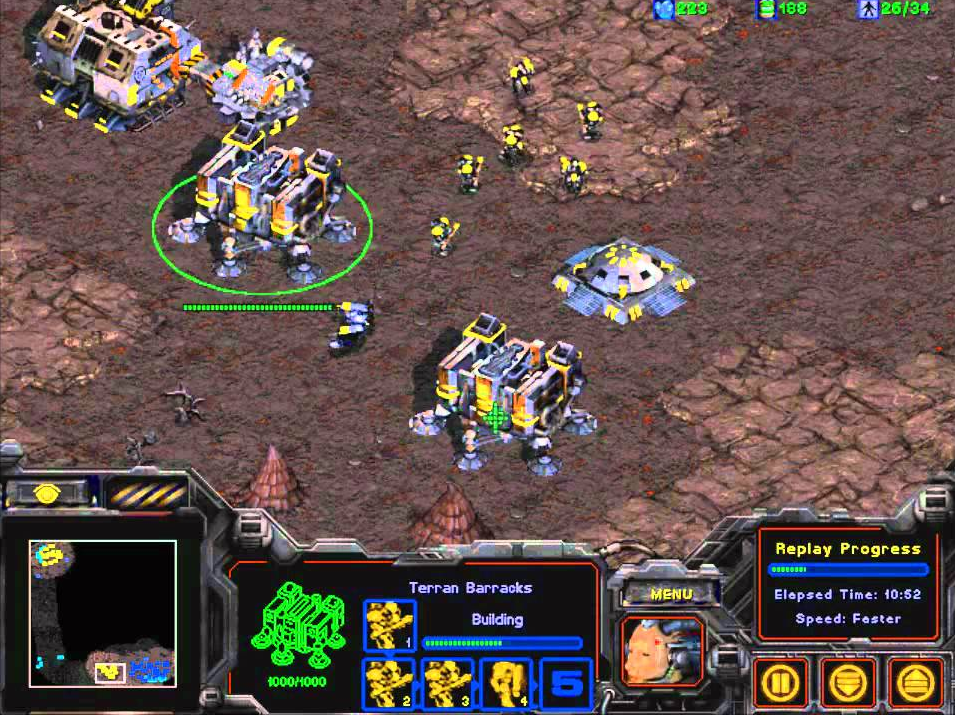 223 188 26/34
Replay Progress
Elapsed Time: 10:52
Speed: Faster
MENU
Terran Barracks
Building
1
2 3 4 5
1000/1000